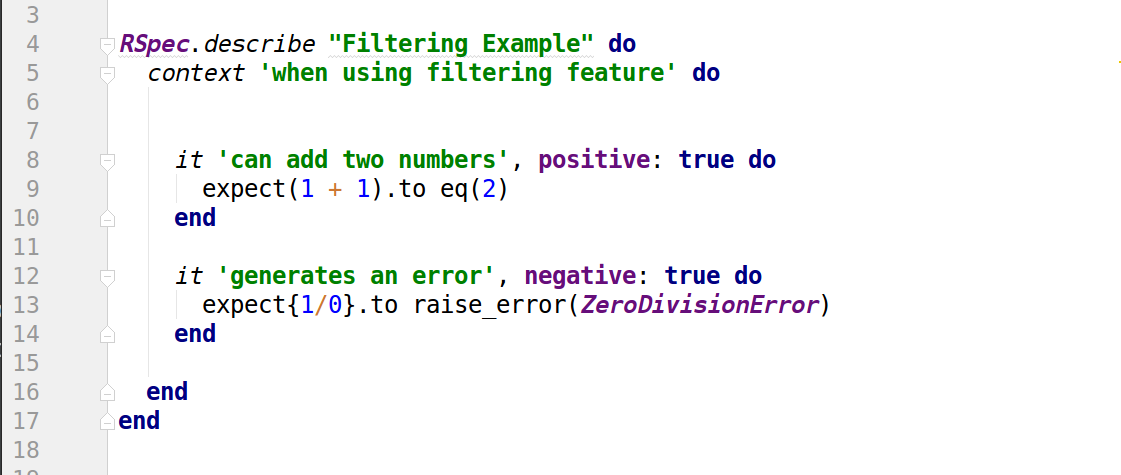 3
4 RSpec.describe "Filtering Example" do
5 context 'when using filtering feature' do
6
7
8 it 'can add two numbers', positive: true do
9 expect(1 + 1).to eq(2)
10 end
11
12 it 'generates an error', negative: true do
13 expect{1/0}.to raise_error(ZeroDivisionError)
14 end
15
16 end
17 end
18